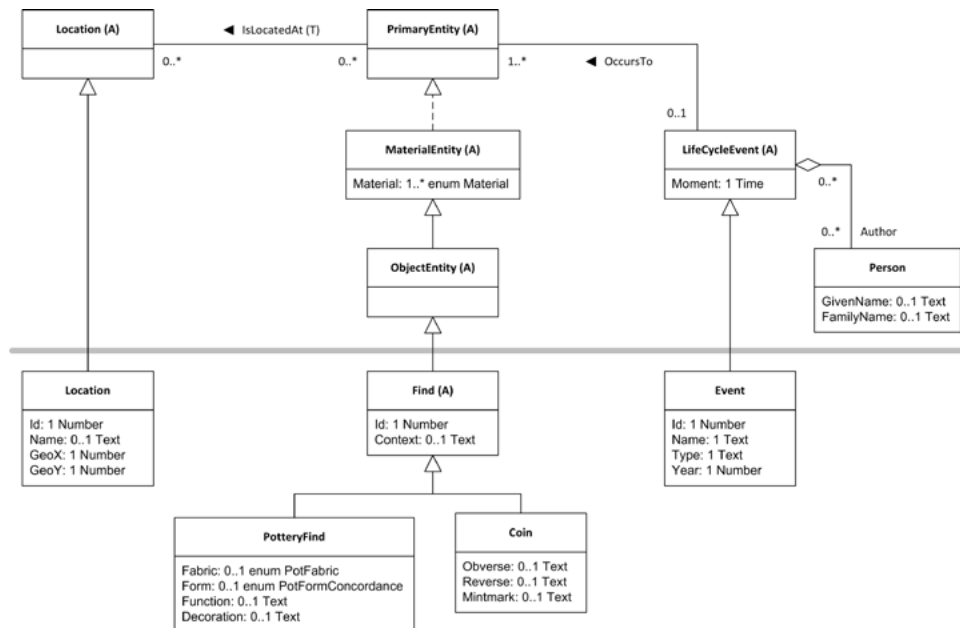 Location (A)
◄ IsLocatedAt (T)
PrimaryEntity (A)
0..*
0..*
1..*
◄ OccursTo
0..1
MaterialEntity (A)
Material: 1..* enum Material
LifeCycleEvent (A)
Moment: 1 Time
0..*
0..*
Author
ObjectEntity (A)
Person
GivenName: 0..1 Text
FamilyName: 0..1 Text
Location
Id: 1 Number
Name: 0..1 Text
GeoX: 1 Number
GeoY: 1 Number
Find (A)
Id: 1 Number
Context: 0..1 Text
Event
Id: 1 Number
Name: 1 Text
Type: 1 Text
Year: 1 Number
PotteryFind
Fabric: 0..1 enum PotFabric
Form: 0..1 enum PotFormConcordance
Function: 0..1 Text
Decoration: 0..1 Text
Coin
Obverse: 0..1 Text
Reverse: 0..1 Text
Mintmark: 0..1 Text